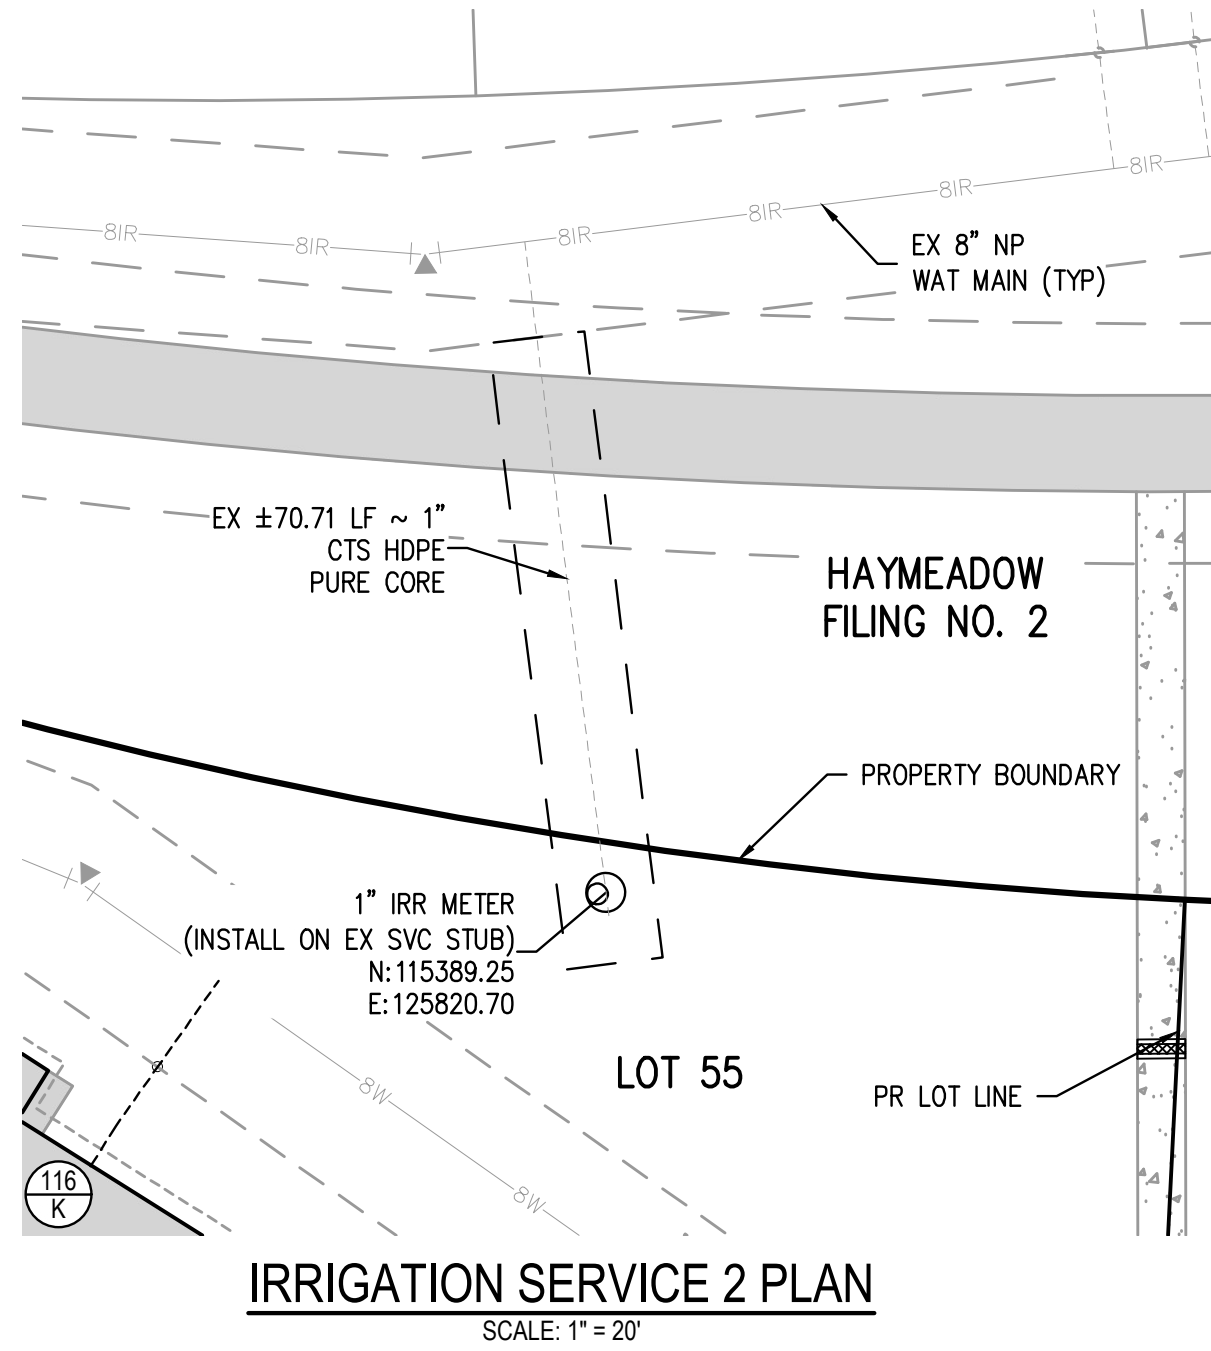 8IR
8IR
8IR
8IR
8IR
8IR
EX 8" NP
WAT MAIN (TYP)
EX ±70.71 LF ~ 1"
CTS HDPE
PURE CORE
HAYMEADOW
FILING NO. 2
PROPERTY BOUNDARY
1" IRR METER
(INSTALL ON EX SVC STUB)
N:115389.25
E:125820.70
LOT 55
PR LOT LINE
8W
8W
116
K
IRRIGATION SERVICE 2 PLAN
SCALE: 1" = 20'